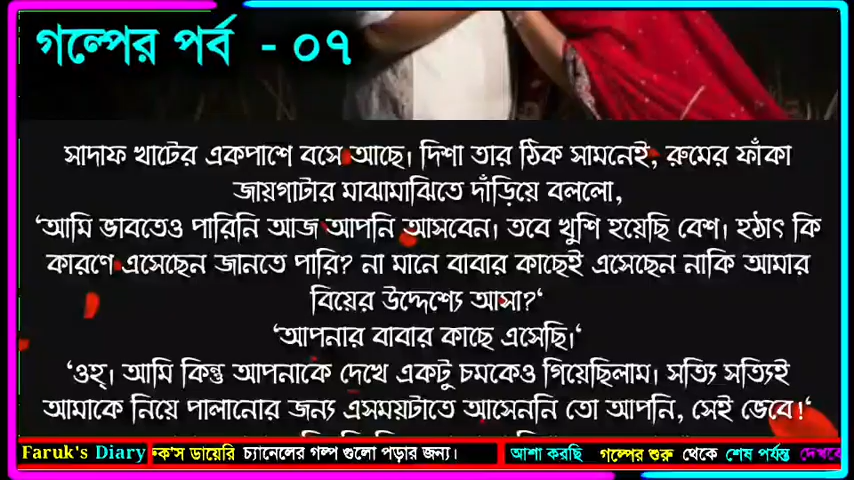 গল্পের পর্ব - ০৭
সাদাফ খাটের একপাশে বসে আছে। দিশা তার ঠিক সামনেই, রুমের ফাঁকা
জায়গাটার মাঝামাঝিতে দাঁড়িয়ে বললো,
‘আমি ভাবতেও পারিনি আজ আপনি আসবেন। তবে খুশি হয়েছি বেশ। হঠাৎ কি
কারণে এসেছেন জানতে পারি? না মানে বাবার কাছেই এসেছেন নাকি আমার
বিয়ের উদ্দেশ্যে আসা?‘
‘আপনার বাবার কাছে এসেছি।‘
‘ওহ্। আমি কিন্তু আপনাকে দেখে একটু চমকেও গিয়েছিলাম। সত্যি সত্যিই
আমাকে নিয়ে পালানোর জন্য এসময়টাতে আসেননি তো আপনি, সেই ভেবে!‘
Faruk's Diary
ক'স ডায়েরি চ্যানেলের গল্প গুলো পড়ার জন্য।
আশা করছি গল্পের শুরু থেকে শেষ পর্যন্ত